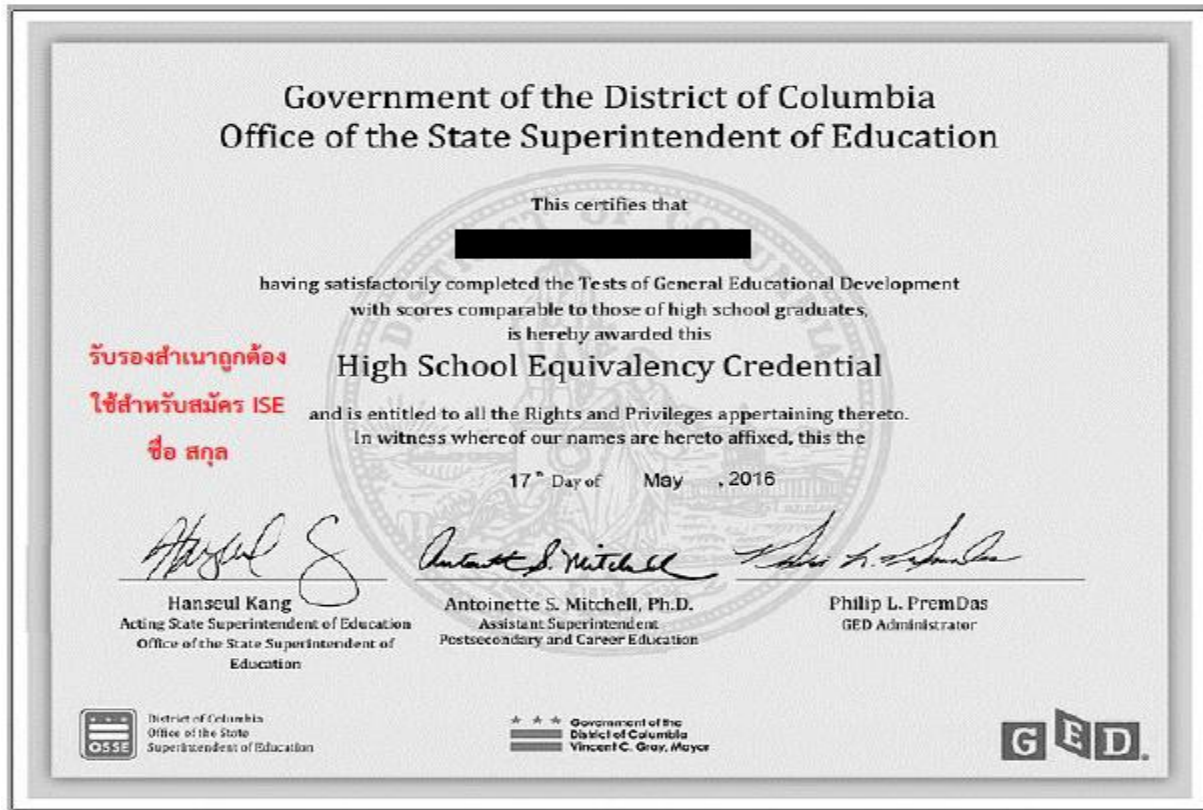 Government of the District of Columbia
Office of the State Superintendent of Education
DISTRICT OF COLUMBIA
This certifies that
having satisfactorily completed the Tests of General Educational Development
with scores comparable to those of high school graduates,
is hereby awarded this
High School Equivalency Credential
and is entitled to all the Rights and Privileges appertaining thereto.
In witness whereof our names are hereto affixed, this the
17th Day of May , 2016
รับรองสำเนาถูกต้อง
ใช้สำหรับสมัคร ISE
ชื่อ สกุล
Hanseul Kang
Acting State Superintendent of Education
Office of the State Superintendent of
Education
Antoinette S. Mitchell
Antoinette S. Mitchell, Ph.D.
Assistant Superintendent
Postsecondary and Career Education
Philip L. PremDas
GED Administrator
OSSE
District of Columbia
Office of the State
Superintendent of Education
Government of the
District of Columbia
Vincent C. Gray, Mayor
GED